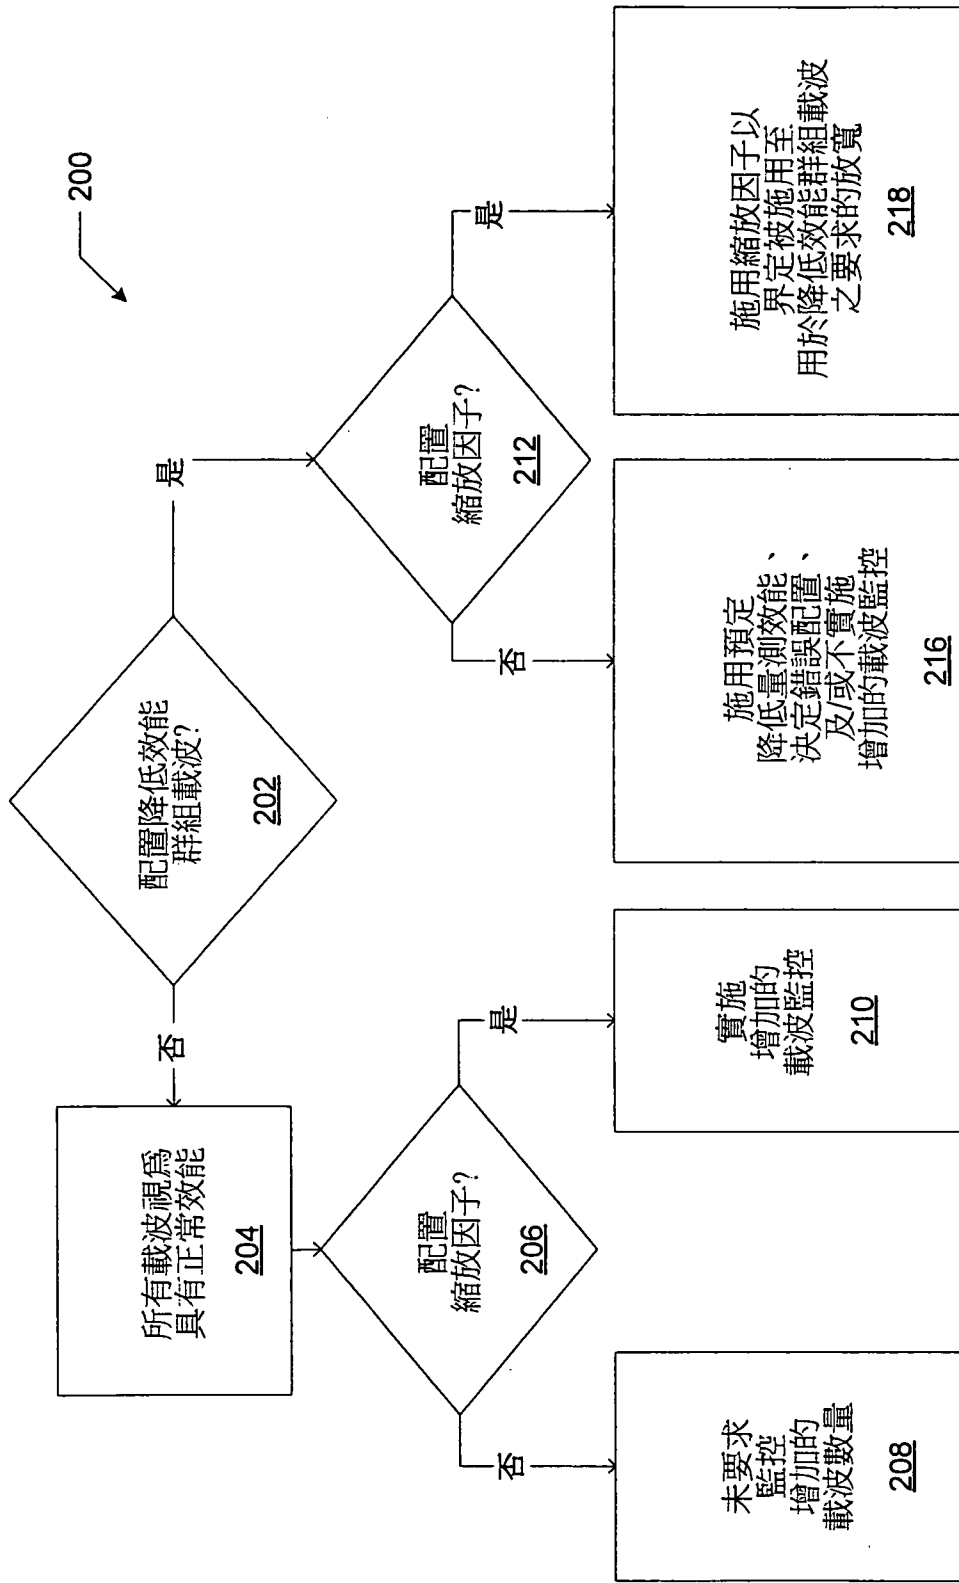 200
配置降低效能
群組載波?
202
否
是
所有載波視為
具有正常效能
204
配置
縮放因子?
206
否
是
配置
縮放因子?
212
否
是
未要求
監控
增加的
載波數量
208
實施
增加的
載波監控
210
施用預定
降低量測效能、
決定錯誤配置、
及/或不實施
增加的載波監控
216
施用縮放因子以
界定被施用至
用於降低效能群組載波
之要求的放寬
218